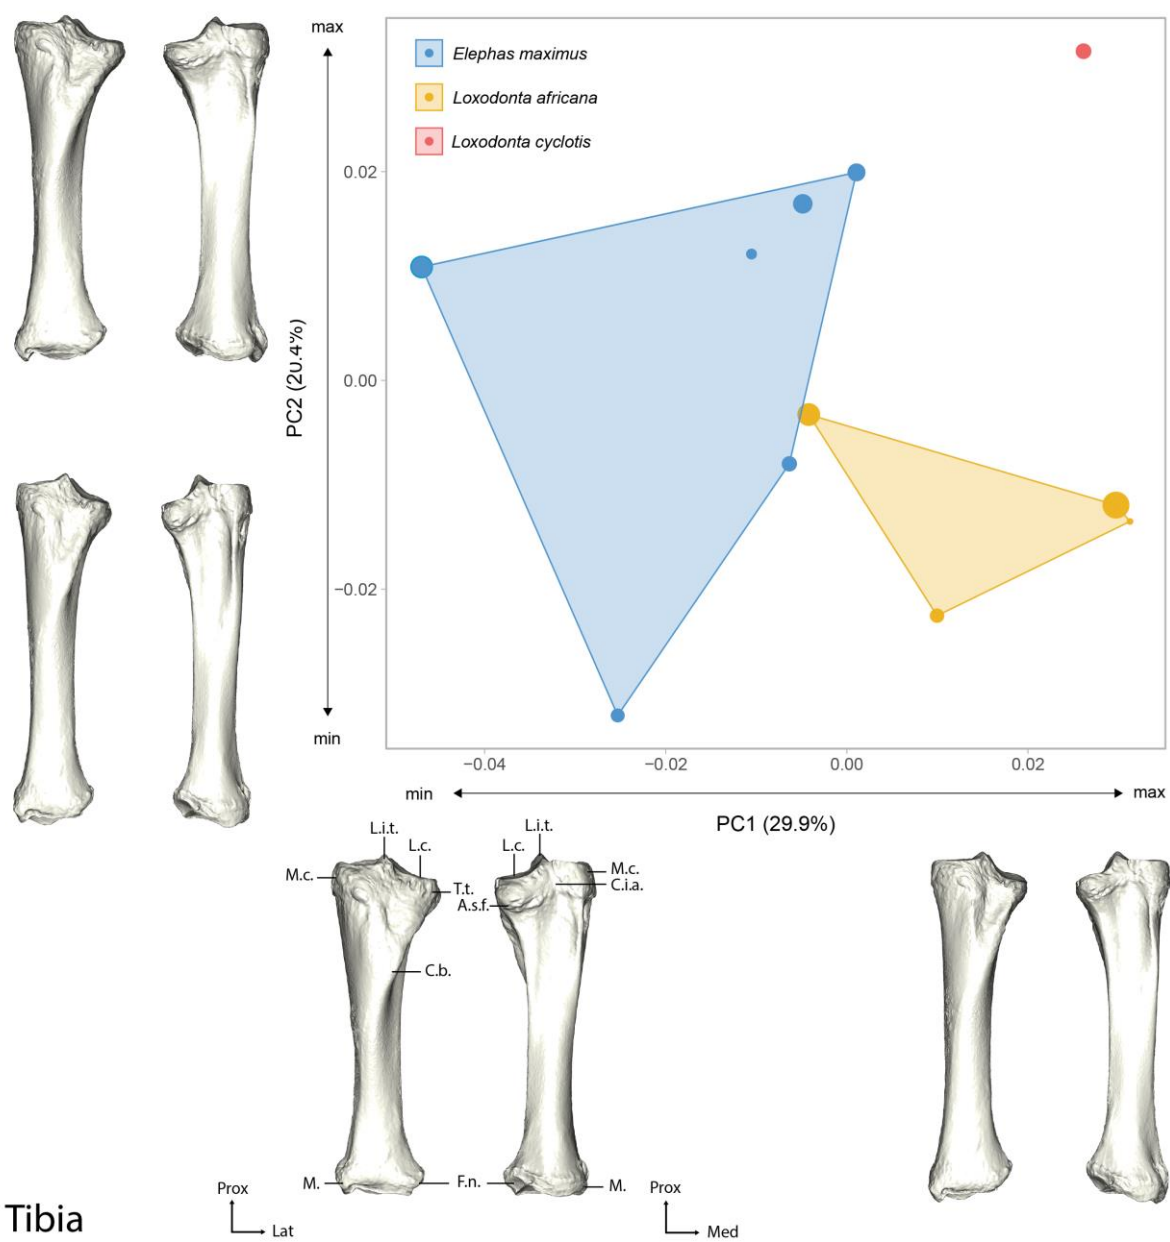 max
Elephas maximus
Loxodonta africana
Loxodonta cyclotis
0.02
0.00
−0.02
PC2 (20.4%)
min
−0.04
−0.02
0.00
0.02
min
max
PC1 (29.9%)
L.i.t.
L.c.
M.c.
T.t.
C.b.
M.
F.n.
L.i.t.
L.c.
M.c.
C.i.a.
A.s.f.
M.
Prox
Lat
Prox
Med
Tibia